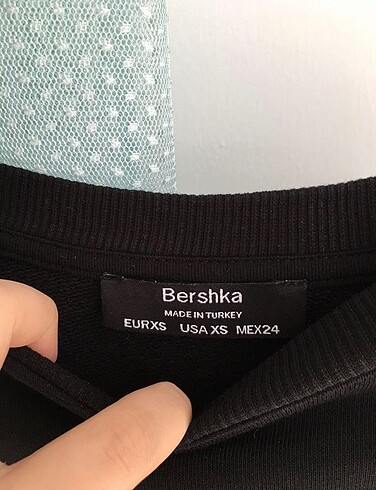 Bershka
MADE IN TURKEY
EURXS USA XS MEX24